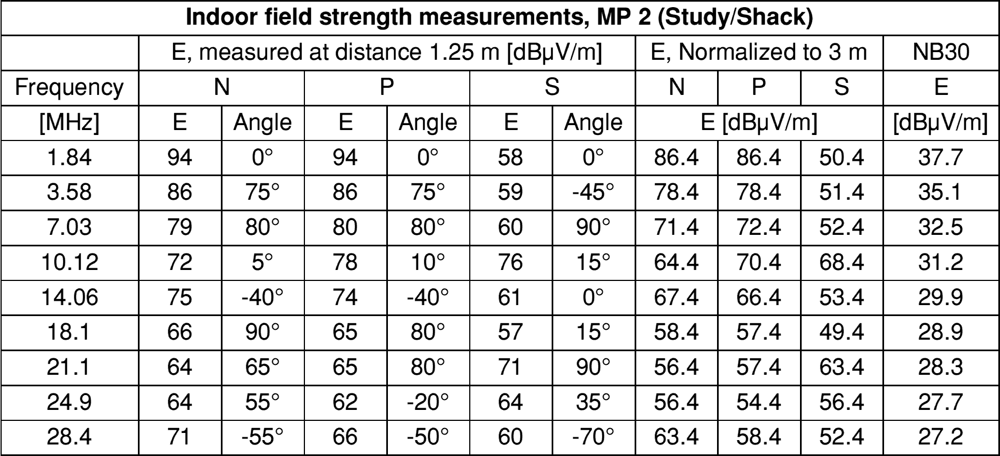 Indoor field strength measurements, MP 2 (Study/Shack)
E, measured at distance 1.25 m [dBµV/m] E, Normalized to 3 m NB30
Frequency N P S N P S E
[MHz] E Angle E Angle E Angle E [dBµV/m] [dBµV/m]
1.84 94 0° 94 0° 58 0° 86.4 86.4 50.4 37.7
3.58 86 75° 86 75° 59 -45° 78.4 78.4 51.4 35.1
7.03 79 80° 80 80° 60 90° 71.4 72.4 52.4 32.5
10.12 72 5° 78 10° 76 15° 64.4 70.4 68.4 31.2
14.06 75 -40° 74 -40° 61 0° 67.4 66.4 53.4 29.9
18.1 66 90° 65 80° 57 15° 58.4 57.4 49.4 28.9
21.1 64 65° 65 80° 71 90° 56.4 57.4 63.4 28.3
24.9 64 55° 62 -20° 64 35° 56.4 54.4 56.4 27.7
28.4 71 -55° 66 -50° 60 -70° 63.4 58.4 52.4 27.2